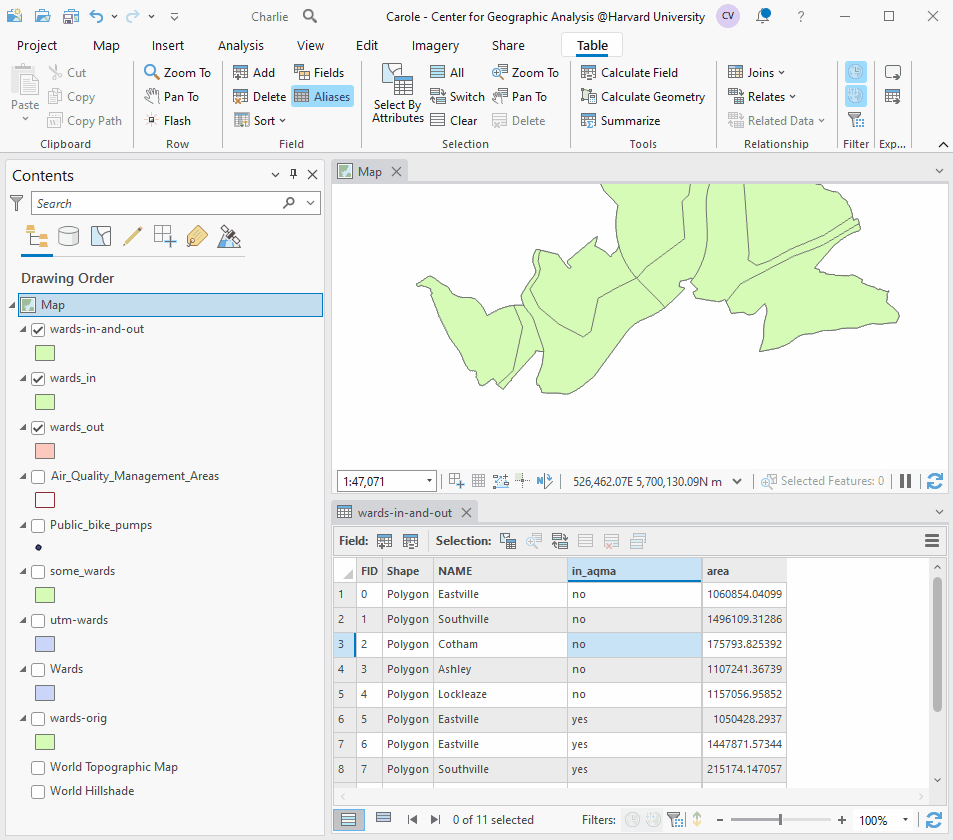 Charlie Carole - Center for Geographic Analysis @Harvard University CV ?
Project Map Insert Analysis View Edit Imagery Share Table
Paste
Cut
Copy
Copy Path
Clipboard
Zoom To
Pan To
Flash
Row
Add Fields
Delete Aliases
Sort
Field
Select By
Attributes
All Zoom To
Switch Pan To
Clear Delete
Selection
Calculate Field
Calculate Geometry
Summarize
Tools
Joins
Relates
Related Data
Relationship
Filter
Exp...
Contents
Search
Drawing Order
Map
wards-in-and-out
wards_in
wards_out
Air_Quality_Management_Areas
Public_bike_pumps
some_wards
utm-wards
Wards
wards-orig
World Topographic Map
World Hillshade
Map
1:47,071 526,462.07E 5,700,130.09N m Selected Features: 0
wards-in-and-out
Field: Selection:
FID Shape NAME in_aqma area
1 0 Polygon Eastville no 1060854.04099
2 1 Polygon Southville no 1496109.31286
3 2 Polygon Cotham no 175793.825392
4 3 Polygon Ashley no 1107241.36739
5 4 Polygon Lockleaze no 1157056.95852
6 5 Polygon Eastville yes 1050428.2937
7 6 Polygon Eastville yes 1447871.57344
8 7 Polygon Southville yes 215174.147057
0 of 11 selected Filters: - + 100%